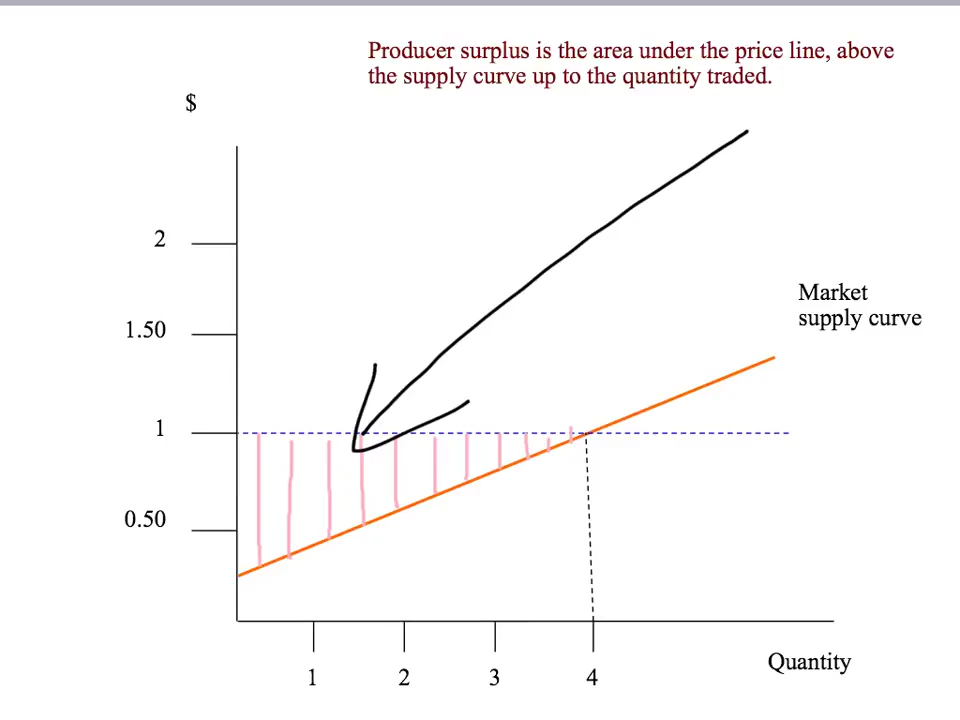 Producer surplus is the area under the price line, above
the supply curve up to the quantity traded.
$
2
1.50
Market
supply curve
1
0.50
1 2 3 4
Quantity